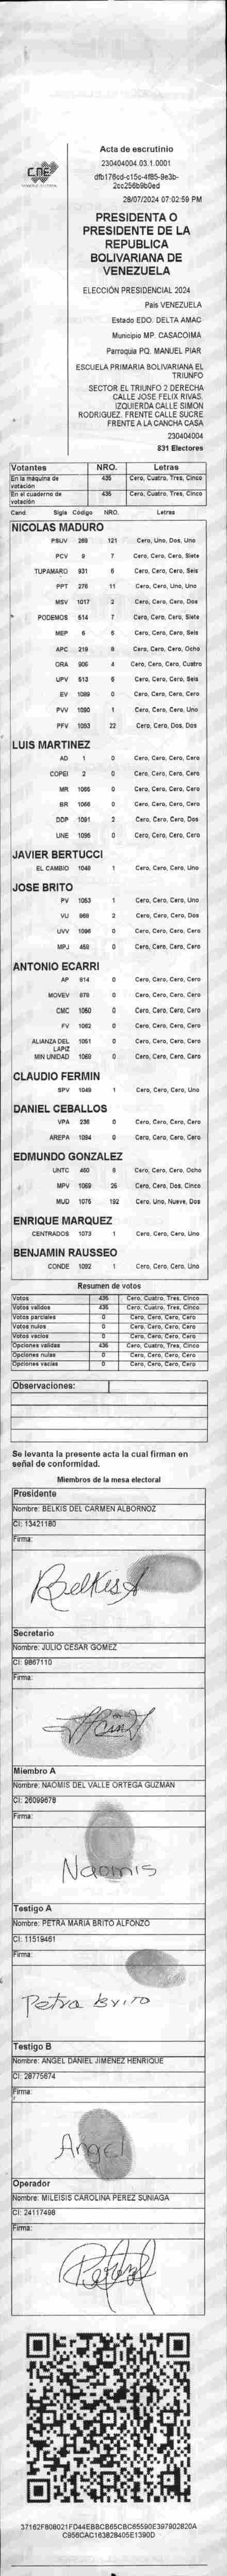 CNE
Acta de escrutinio
230404004.03.1.0001
28/07/2024 07:02:59 PM
PRESIDENTA O
PRESIDENTE DE LA
REPUBLICA
BOLIVARIANA DE
VENEZUELA
ELECCIÓN PRESIDENCIAL 2024
País VENEZUELA
Estado EDO. DELTA AMAC
Municipio MP. CASACOIMA
Parroquia PQ. MANUEL PIAR
ESCUELA PRIMARIA BOLIVARIANA EL
TRIUNFO
SECTOR EL TRIUNFO 2 DERECHA
CALLE JOSE FELIX RIVAS.
IZQUIERDA CALLE SIMÓN
RODRIGUEZ. FRENTE CALLE SUCRE
FRENTE A LA CANCHA CASA
230404004
831 Electores
Votantes NRO. Letras
En la máquina de votación 435 Cero, Cuatro, Tres, Cinco
En el cuaderno de votación 435 Cero, Cuatro, Tres, Cinco
Cand. Sigla Código NRO. Letras
NICOLAS MADURO
PSUV 269 121 Cero, Uno, Dos, Uno
PCV 9 7 Cero, Cero, Cero, Siete
TUPAMARO 931 6 Cero, Cero, Cero, Seis
PPT 276 11 Cero, Cero, Uno, Uno
MSV 1017 2 Cero, Cero, Cero, Dos
PODEMOS 514 7 Cero, Cero, Cero, Siete
MEP 6 6 Cero, Cero, Cero, Seis
APC 219 8 Cero, Cero, Cero, Ocho
ORA 906 4 Cero, Cero, Cero, Cuatro
UPV 513 6 Cero, Cero, Cero, Seis
EV 1089 0 Cero, Cero, Cero, Cero
PVV 1090 1 Cero, Cero, Cero, Uno
PFV 1093 22 Cero, Cero, Dos, Dos
LUIS MARTINEZ
AD 1 0 Cero, Cero, Cero, Cero
COPEI 2 0 Cero, Cero, Cero, Cero
MR 1065 0 Cero, Cero, Cero, Cero
BR 1066 0 Cero, Cero, Cero, Cero
DDP 1091 2 Cero, Cero, Cero, Dos
UNE 1095 0 Cero, Cero, Cero, Cero
JAVIER BERTUCCI
EL CAMBIO 1048 1 Cero, Cero, Cero, Uno
JOSE BRITO
PV 1053 1 Cero, Cero, Cero, Uno
VU 968 2 Cero, Cero, Cero, Dos
UVV 1096 0 Cero, Cero, Cero, Cero
MPJ 459 0 Cero, Cero, Cero, Cero
ANTONIO ECARRI
AP 914 0 Cero, Cero, Cero, Cero
MOVEV 979 0 Cero, Cero, Cero, Cero
CMC 1050 0 Cero, Cero, Cero, Cero
FV 1062 0 Cero, Cero, Cero, Cero
ALIANZA DEL LAPIZ 1051 0 Cero, Cero, Cero, Cero
MIN UNIDAD 1069 0 Cero, Cero, Cero, Cero
CLAUDIO FERMIN
SPV 1049 1 Cero, Cero, Cero, Uno
DANIEL CEBALLOS
VPA 236 0 Cero, Cero, Cero, Cero
AREPA 1094 0 Cero, Cero, Cero, Cero
EDMUNDO GONZALEZ
UNTC 460 8 Cero, Cero, Cero, Ocho
MPV 25 Cero, Cero, Dos, Cinco
MUD 1076 192 Cero, Uno, Nueve, Dos
ENRIQUE MARQUEZ
CENTRADOS 1073 1 Cero, Cero, Cero, Uno
BENJAMIN RAUSSEO
CONDE 1092 1 Cero, Cero, Cero, Uno
Resumen de votos
Votos 435 Cero, Cuatro, Tres, Cinco
Votos validos 435 Cero, Cuatro, Tres, Cinco
Votos parciales 0 Cero, Cero, Cero, Cero
Votos nulos 0 Cero, Cero, Cero, Cero
Votos vacíos 0 Cero, Cero, Cero, Cero
Opciones validas 435 Cero, Cuatro, Tres, Cinco
Opciones nulas 0 Cero, Cero, Cero, Cero
Opciones vacías 0 Cero, Cero, Cero, Cero
Observaciones:
Se levanta la presente acta la cual firman en
señal de conformidad.
Miembros de la mesa electoral
Presidente
Nombre: BELKIS DEL CARMEN ALBORNOZ
CI: 13421180
Firma:
Belkis A
Secretario
Nombre: JULIO CESAR GOMEZ
CI: 9867110
Firma:
Miembro A
Nombre: NAOMIS DEL VALLE ORTEGA GUZMAN
CI: 26099678
Firma:
Naomis
Testigo A
Nombre: PETRA MARIA BRITO ALFONZO
CI: 11519461
Firma:
Petra Brito
Testigo B
Nombre: ANGEL DANIEL JIMENEZ HENRIQUE
CI: 28775674
Firma:
Angel
Operador
Nombre: MILEISIS CAROLINA PEREZ SUNIAGA
CI: 24117498
Firma: